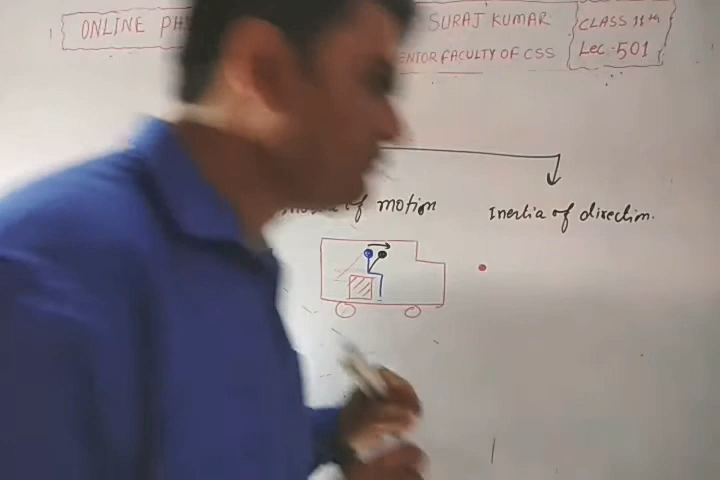 ONLINE PH
SURAJ KUMAR
ENTOR FACULTY OF CSS
CLASS 11th
Lec-501
of motion
Inertia of direction.